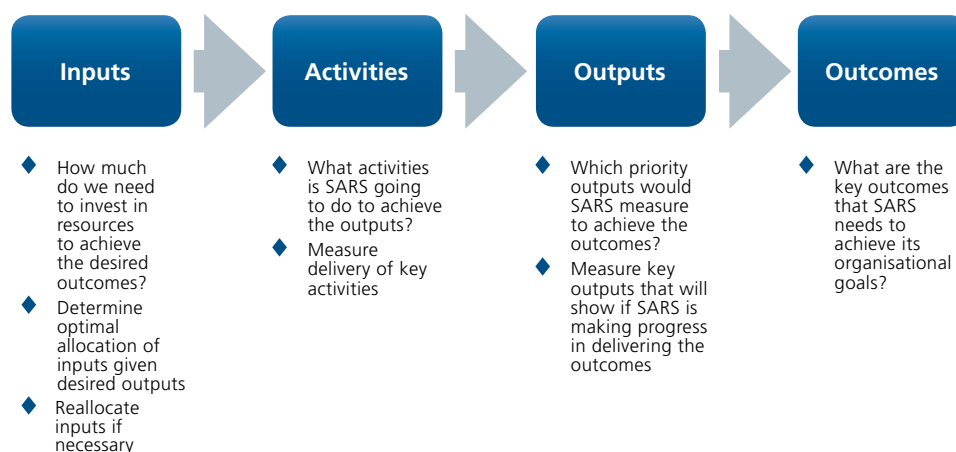 Inputs
Activities
Outputs
Outcomes
How much
do we need
to invest in
resources
to achieve
the desired
outcomes?
Determine
optimal
allocation of
inputs given
desired outputs
Reallocate
inputs if
necessary
What activities
is SARS going
to do to achieve
the outputs?
Measure
delivery of key
activities
Which priority
outputs would
SARS measure
to achieve the
outcomes?
Measure key
outputs that will
show if SARS is
making progress
in delivering the
outcomes
What are the
key outcomes
that SARS
needs to
achieve its
organisational
goals?